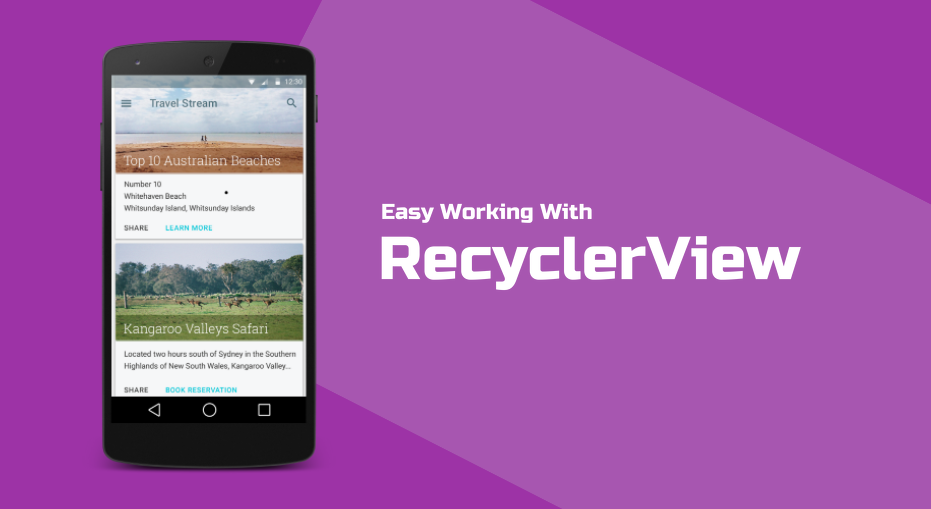 12:30
Travel Stream
Top 10 Australian Beaches
Number 10
Whitehaven Beach
Whitsunday Island, Whitsunday Islands
SHARE LEARN MORE
Kangaroo Valleys Safari
Located two hours south of Sydney in the Southern
Highlands of New South Wales, Kangaroo Valley...
SHARE BOOK RESERVATION
Easy Working With
RecyclerView